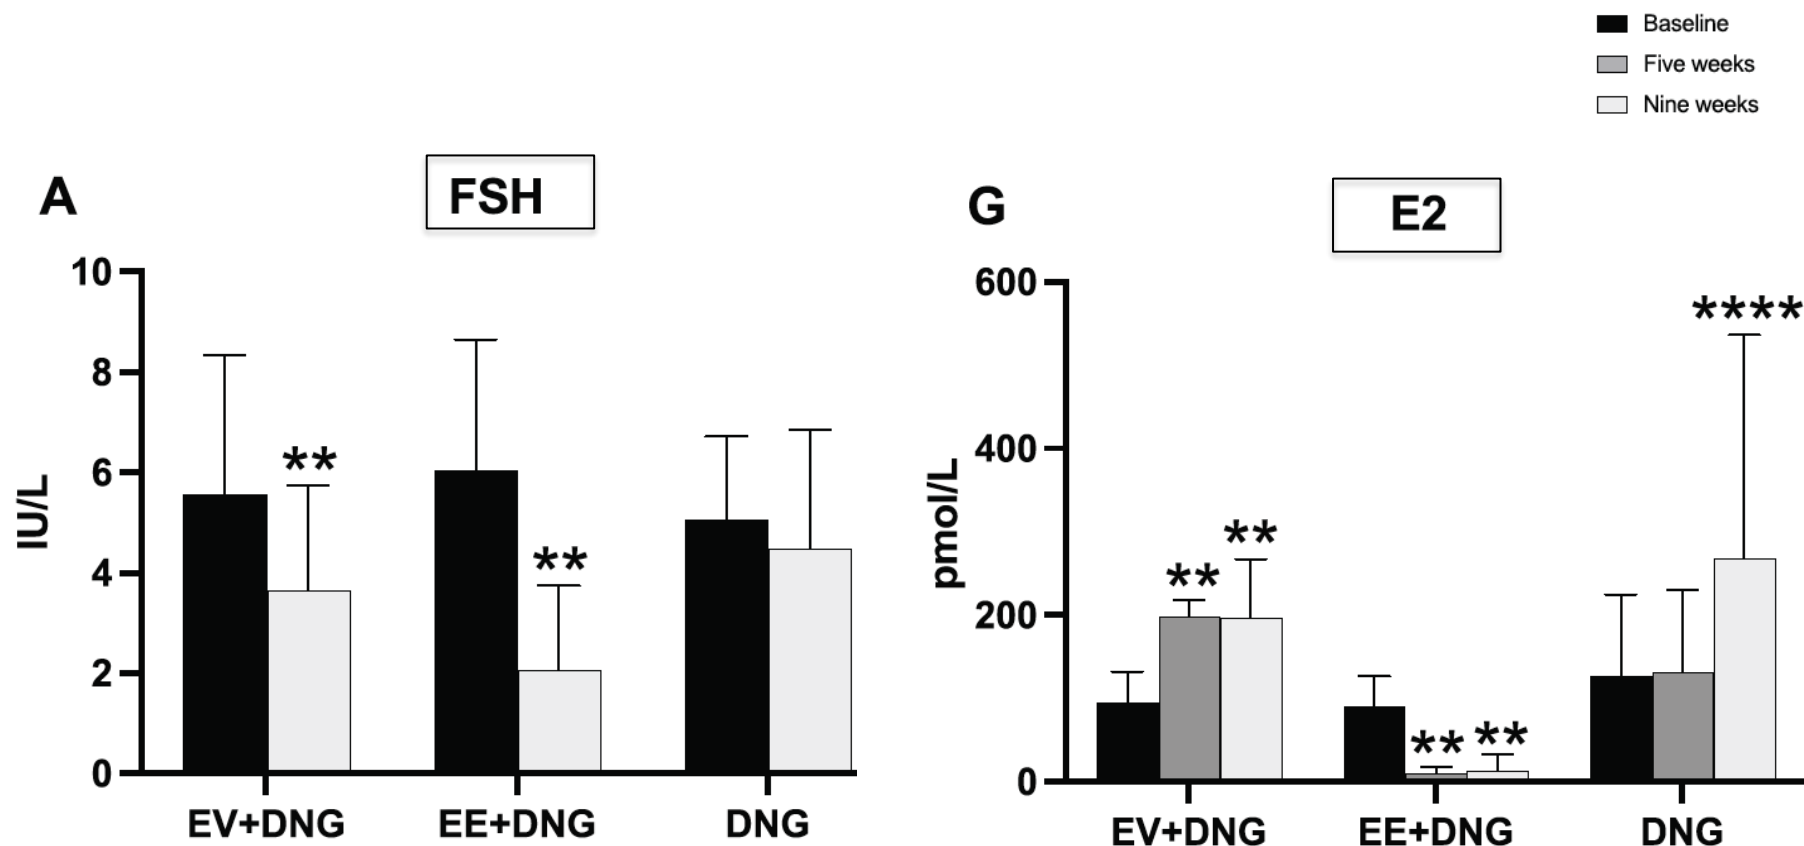 Baseline
Five weeks
Nine weeks
A
FSH
10
8
6
4
2
0
IU/L
**
**
EV+DNG
EE+DNG
DNG
G
E2
600
400
200
0
pmol/L
**
**
**
**
****
EV+DNG
EE+DNG
DNG